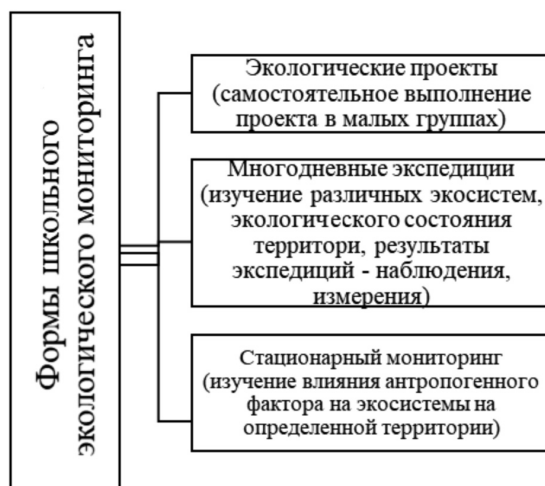 Формы школьного
экологического мониторинга
Экологические проекты
(самостоятельное выполнение
проекта в малых группах)
Многодневные экспедиции
(изучение различных экосистем,
экологического состояния
территори, результаты
экспедиций - наблюдения,
измерения)
Стационарный мониторинг
(изучение влияния антропогенного
фактора на экосистемы на
определенной территории)